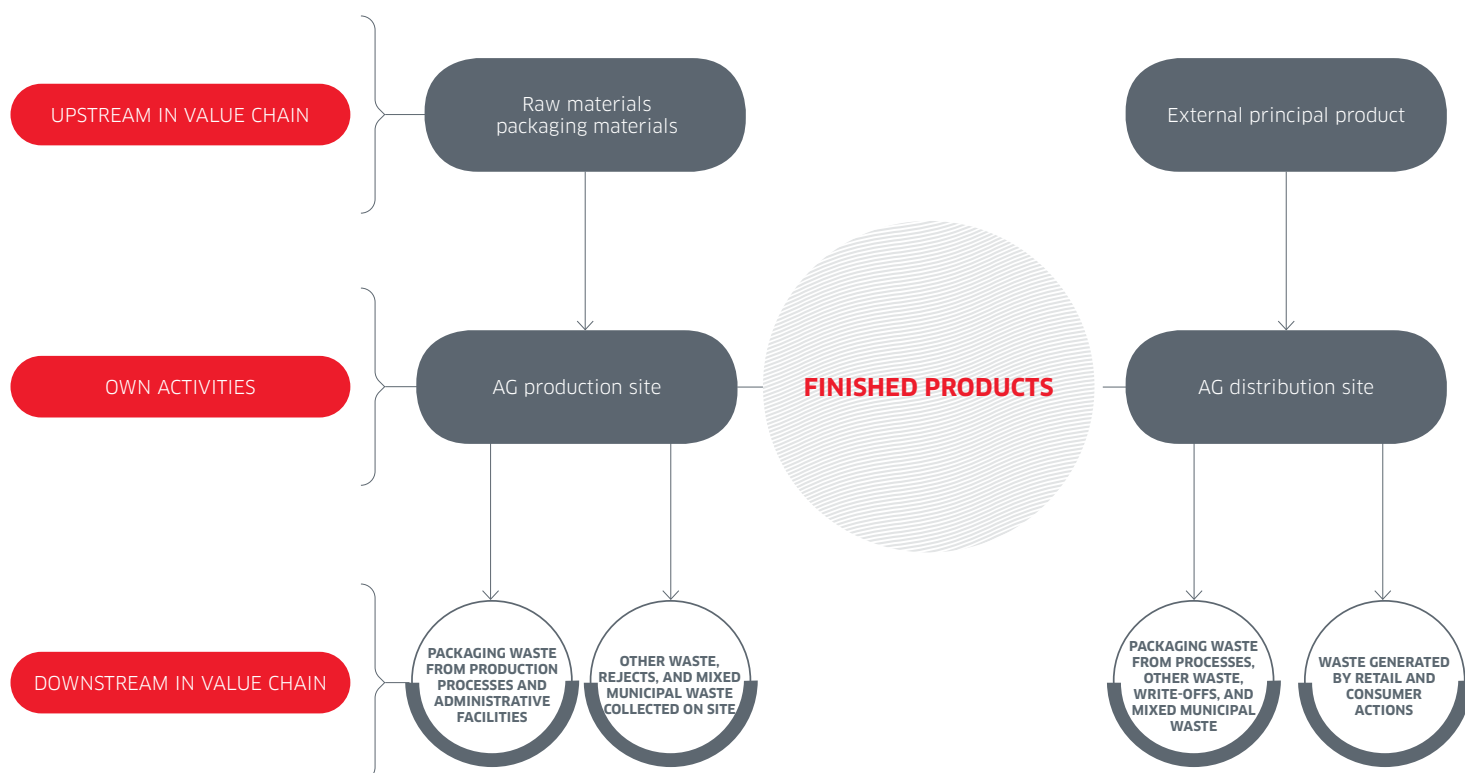 UPSTREAM IN VALUE CHAIN
Raw materials
packaging materials
External principal product
OWN ACTIVITIES
AG production site
FINISHED PRODUCTS
AG distribution site
DOWNSTREAM IN VALUE CHAIN
PACKAGING WASTE
FROM PRODUCTION
PROCESSES AND
ADMINISTRATIVE
FACILITIES
OTHER WASTE,
REJECTS, AND MIXED
MUNICIPAL WASTE
COLLECTED ON SITE
PACKAGING WASTE
FROM PROCESSES,
OTHER WASTE,
WRITE-OFFS, AND
MIXED MUNICIPAL
WASTE
WASTE GENERATED
BY RETAIL AND
CONSUMER
ACTIONS